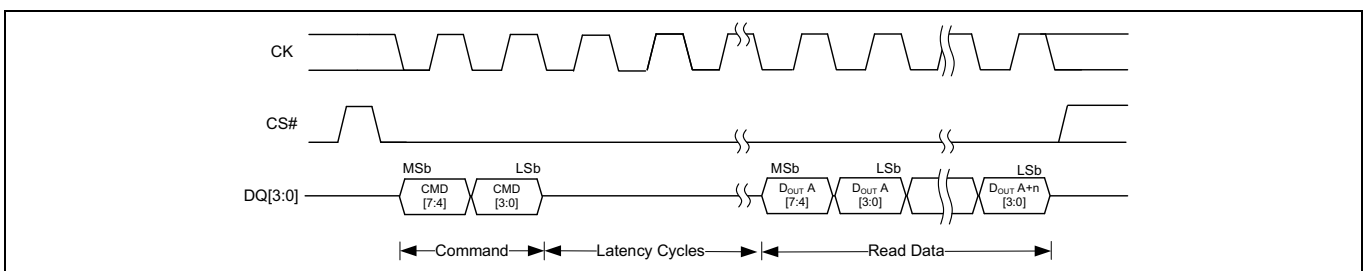 CK
CS#
MSb LSb MSb LSb LSb
DQ[3:0] CMD CMD DOUT A DOUT A DOUT A+n
[7:4] [3:0] [7:4] [3:0] [3:0]
Command Latency Cycles Read Data